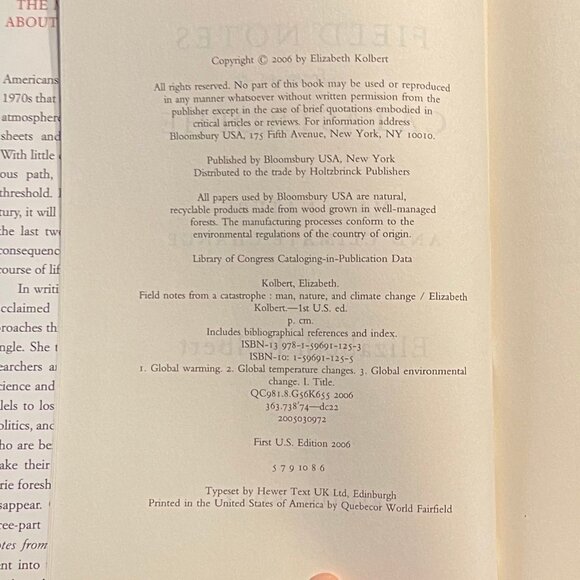 THE
ABOUT
Americans
1970s that
atmosphere
sheets and
With little
ous path,
threshold.
tury, it will
the last tw
consequenc
course of lif
In writi
acclaimed
roaches th
ngle. She t
earchers a
cience and
llels to los
olitics, and
ho are be
ake their
rie foresh
sappear.
ree-part
otes from
ent into
FIELD NOTES
Copyright © 2006 by Elizabeth Kolbert
All rights reserved. No part of this book may be used or reproduced
in any manner whatsoever without written permission from the
publisher except in the case of brief quotations embodied in
critical articles or reviews. For information address
Bloomsbury USA, 175 Fifth Avenue, New York, NY 10010.
Published by Bloomsbury USA, New York
Distributed to the trade by Holtzbrinck Publishers
All papers used by Bloomsbury USA are natural,
recyclable products made from wood grown in well-managed
forests. The manufacturing processes conform to the
environmental regulations of the country of origin.
Library of Congress Cataloging-in-Publication Data
Kolbert, Elizabeth.
Field notes from a catastrophe : man, nature, and climate change / Elizabeth
Kolbert.—1st U.S. ed.
p. cm.
Includes bibliographical references and index.
ISBN-13 978-1-59691-125-3
ISBN-10: 1-59691-125-5
1. Global warming. 2. Global temperature changes. 3. Global environmental
change. I. Title.
QC981.8.G56K655 2006
363.738'74—dc22
2005030972
First U.S. Edition 2006
5 7 9 10 8 6
Typeset by Hewer Text UK Ltd, Edinburgh
Printed in the United States of America by Quebecor World Fairfield